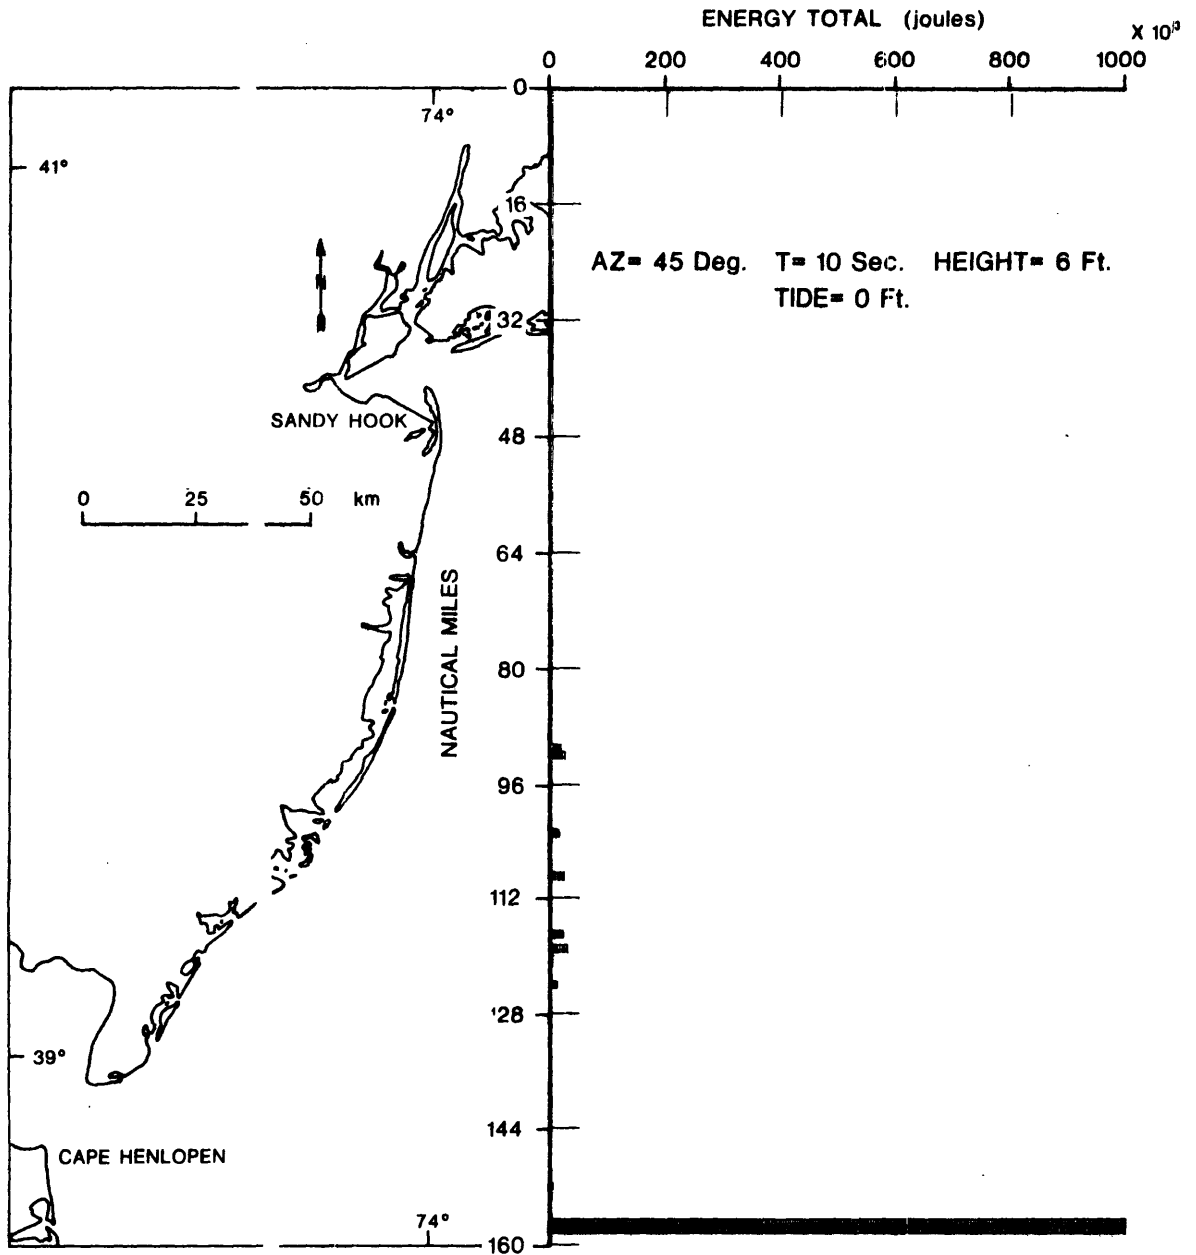 ENERGY TOTAL (joules)
X 10¹³
0 200 400 600 800 1000
0
74°
41°
16
AZ= 45 Deg. T= 10 Sec. HEIGHT= 6 Ft.
TIDE= 0 Ft.
N
32
SANDY HOOK
48
0 25 50 km
64
NAUTICAL MILES
80
96
112
128
39°
144
CAPE HENLOPEN
74°
160